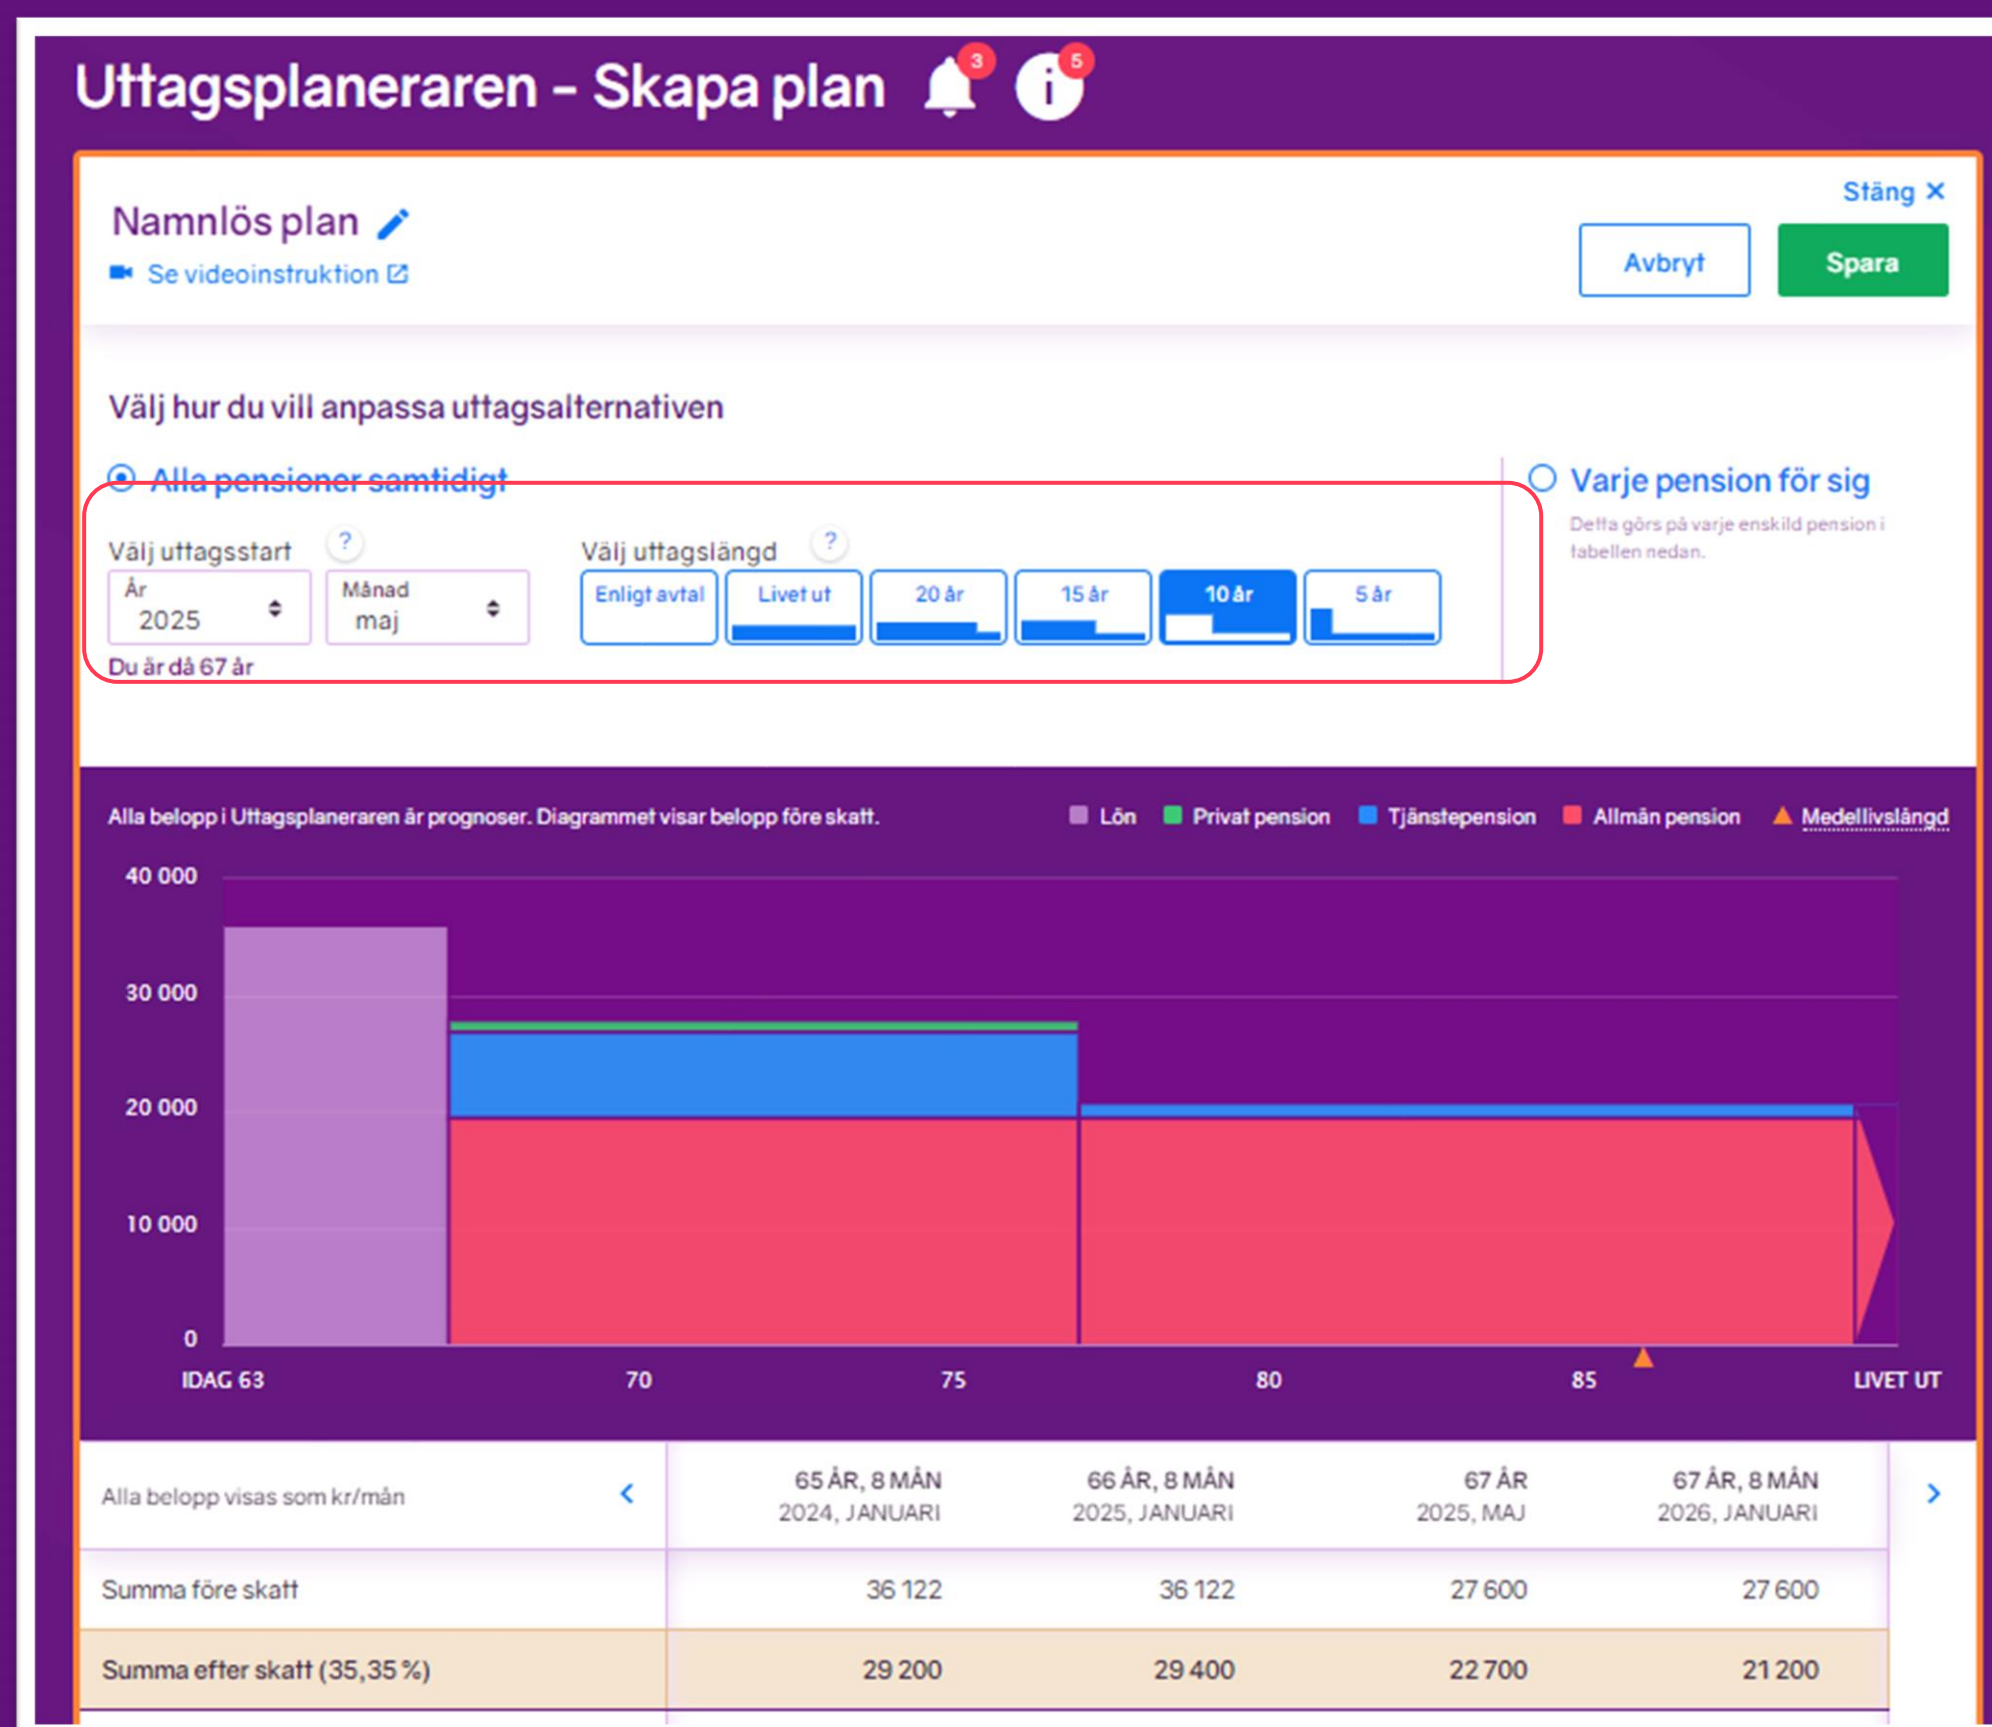 Uttagsplaneraren - Skapa plan 3 5
Stäng ✕
Namnlös plan
Se videoinstruktion
Avbryt Spara
Välj hur du vill anpassa uttagsalternativen
Alla pensioner samtidigt
Varje pension för sig
Detta görs på varje enskild pension i
tabellen nedan.
Välj uttagsstart ? Välj uttagslängd ?
År
2025
Månad
maj
Enligt avtal Livet ut 20 år 15 år 10 år 5 år
Du är då 67 år
Alla belopp i Uttagsplaneraren är prognoser. Diagrammet visar belopp före skatt.
Lön Privat pension Tjänstepension Allmän pension Medellivslängd
40 000
30 000
20 000
10 000
0
IDAG 63 70 75 80 85 LIVET UT
Alla belopp visas som kr/mån
65 ÅR, 8 MÅN 66 ÅR, 8 MÅN 67 ÅR 67 ÅR, 8 MÅN
2024, JANUARI 2025, JANUARI 2025, MAJ 2026, JANUARI
Summa före skatt 36 122 36 122 27 600 27 600
Summa efter skatt (35,35 %) 29 200 29 400 22 700 21 200